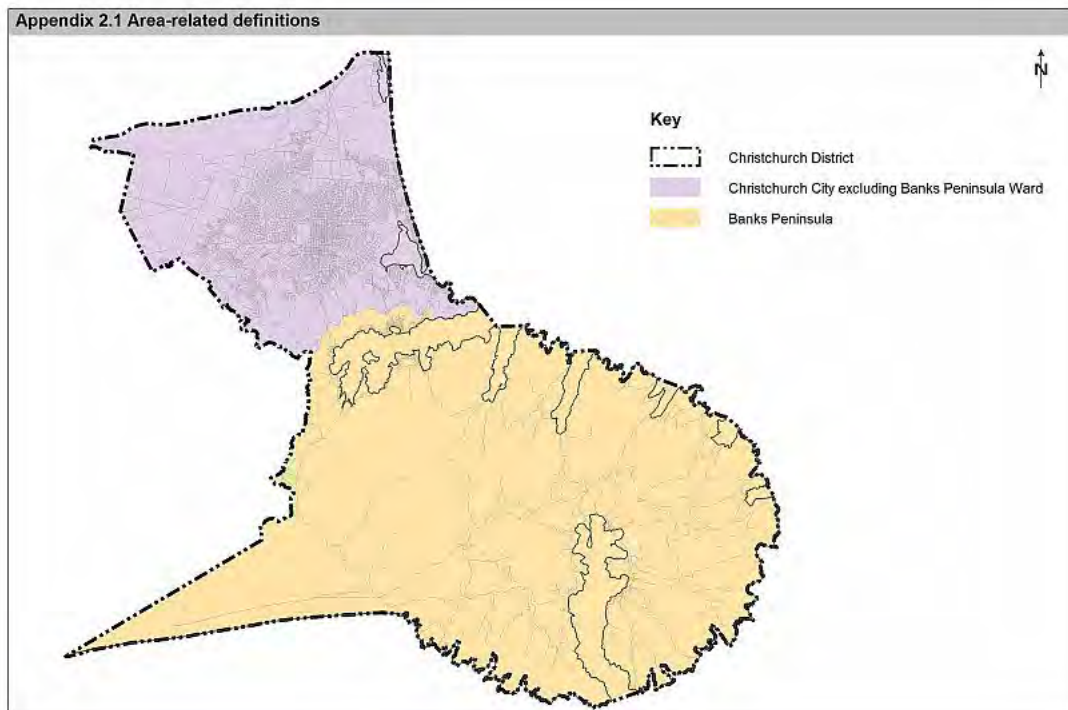 Appendix 2.1 Area-related definitions
N
Key
Christchurch District
Christchurch City excluding Banks Peninsula Ward
Banks Peninsula